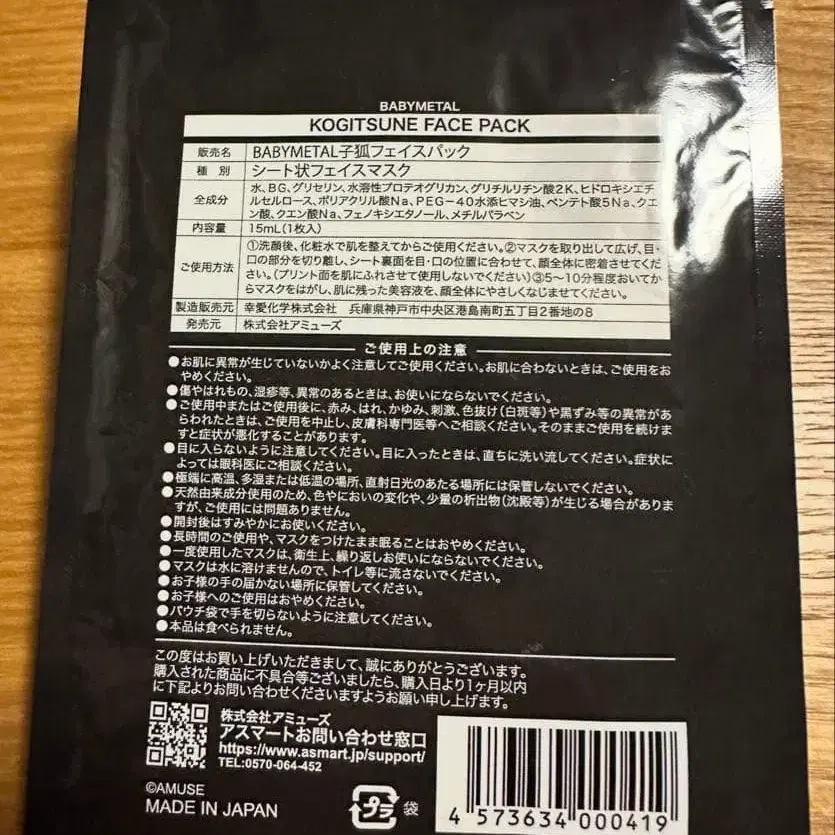 BABYMETAL
KOGITSUNE FACE PACK
販売名 BABYMETAL子狐フェイスパック
種 別 シート状フェイスマスク
全成分 水、BG、グリセリン、水溶性プロテオグリカン、グリチルリチン酸2K、ヒドロキシエチ
ルセルロース、ポリアクリル酸Na、PEG-40水添ヒマシ油、ペンテト酸5Na、クエ
ン酸、クエン酸Na、フェノキシエタノール、メチルパラベン
内容量 15mL(1枚入)
ご使用方法 ①洗顔後、化粧水で肌を整えてからご使用ください。②マスクを取り出して広げ、目・
口の部分を切り離し、シート裏面を目・口の位置に合わせて、顔全体に密着させてくだ
さい。(プリント面を肌にふれさせて使用しないでください)③5~10分程度おいてか
らマスクをはがし、肌に残った美容液を、顔全体にやさしくなじませてください。
製造販売元 幸愛化学株式会社 兵庫県神戸市中央区港島南町五丁目2番地の8
発売元 株式会社アミューズ
ご使用上の注意
●お肌に異常が生じていないかよく注意してご使用ください。お肌に合わないときは、ご使用をお
やめください。
●傷やはれもの、湿疹等、異常のあるときは、お使いにならないでください。
●ご使用中またはご使用後に、赤み、はれ、かゆみ、刺激、色抜け(白斑等)や黒ずみ等の異常があ
らわれたときは、ご使用を中止し、皮膚科専門医等へご相談ください。そのままご使用を続けま
すと症状が悪化することがあります。
●目に入らないように注意してください。目に入ったときは、直ちに洗い流してください。症状に
よっては眼科医にご相談ください。
●極端に高温、多湿または低温の場所、直射日光のあたる場所には保管しないでください。
●天然由来成分使用のため、色やにおいの変化や、少量の析出物(沈殿等)が生じる場合がありま
すが、ご使用には問題ありません。
●開封後はすみやかにお使いください。
●長時間のご使用や、マスクをつけたまま眠ることはおやめください。
●一度使用したマスクは、衛生上、繰り返しお使いにならないでください。
●マスクは水に溶けませんので、トイレ等に流さないでください。
●お子様の手の届かない場所に保管してください。
●お子様へのご使用はおやめください。
●パウチ袋で手を切らないように注意してください。
●本品は食べられません。
この度はお買い上げいただきまして、誠にありがとうございます。
購入された商品に不具合等ございましたら、購入日より1ヶ月以内
に下記よりお問い合わせくださいますようお願い申し上げます。
株式会社アミューズ
アスマートお問い合わせ窓口
https://www.asmart.jp/support/
TEL:0570-064-452
©AMUSE
MADE IN JAPAN
プラ 袋
4 573634 000419